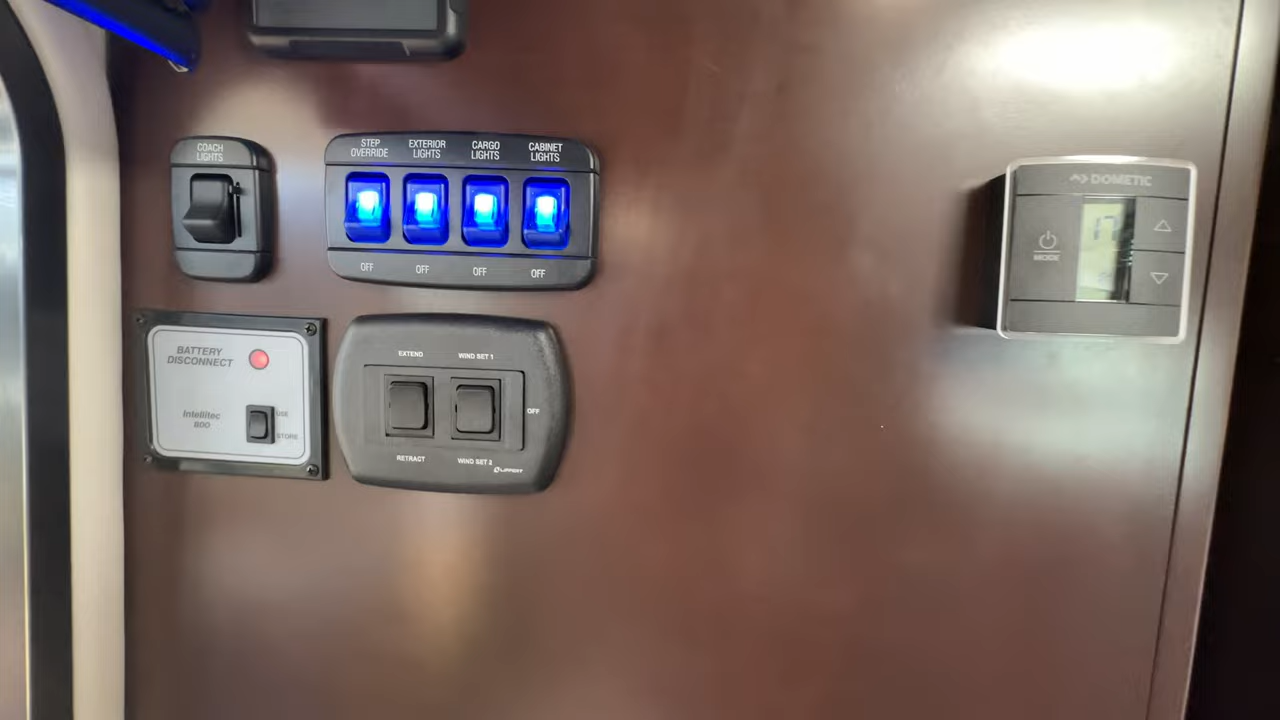 COACH
LIGHTS
STEP
OVERRIDE
EXTERIOR
LIGHTS
CARGO
LIGHTS
CABINET
LIGHTS
OFF
OFF
OFF
OFF
DOMETIC
MODE
BATTERY
DISCONNECT
Intellitec
800
USE
STORE
EXTEND
WIND SET 1
OFF
RETRACT
WIND SET 2
LIPPERT